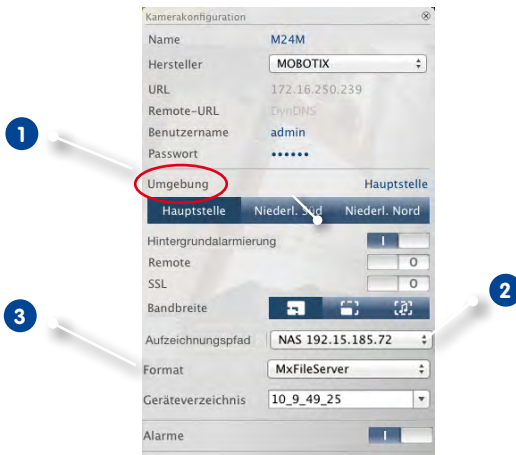 Kamerakonfiguration
Name M24M
Hersteller MOBOTIX
URL 172.16.250.239
Remote-URL DynDNS
Benutzername admin
Passwort ••••••
1
Umgebung Hauptstelle
Hauptstelle Niederl. Süd Niederl. Nord
Hintergrundalarmierung I
Remote O
SSL O
Bandbreite
2
3
Aufzeichnungspfad NAS 192.15.185.72
Format MxFileServer
Geräteverzeichnis 10_9_49_25
Alarme I